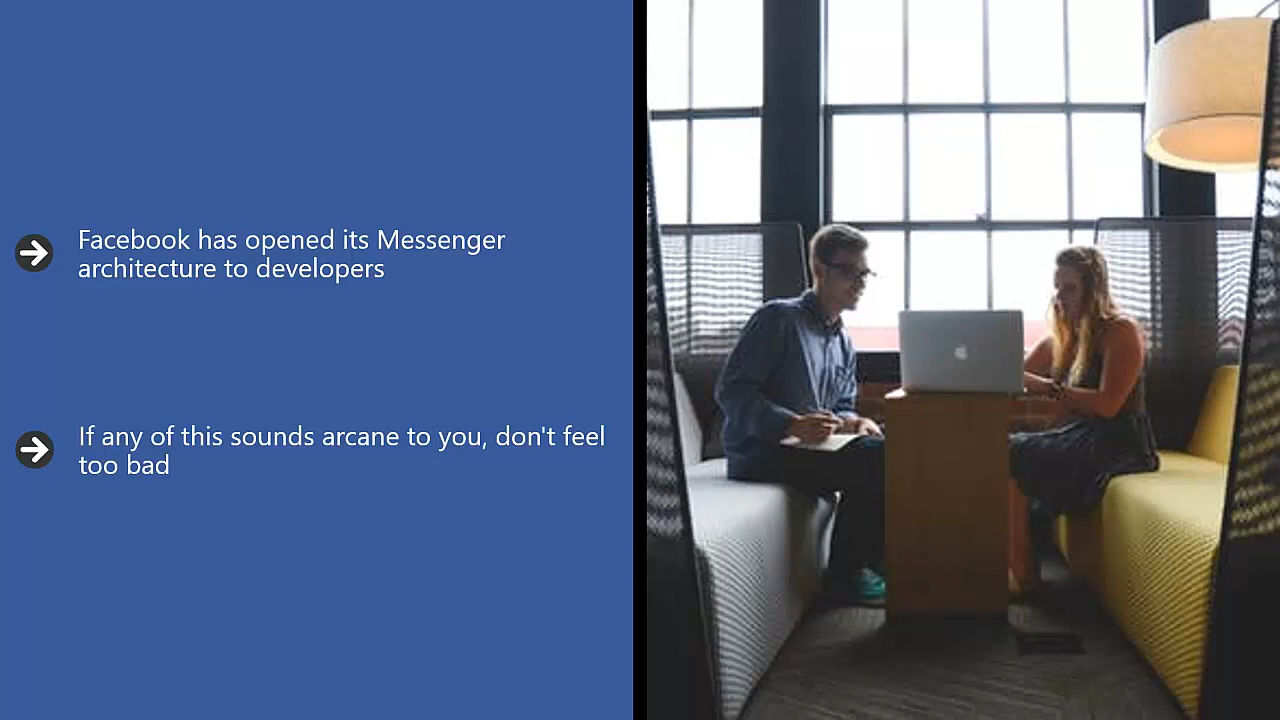 Facebook has opened its Messenger
architecture to developers
If any of this sounds arcane to you, don't feel
too bad